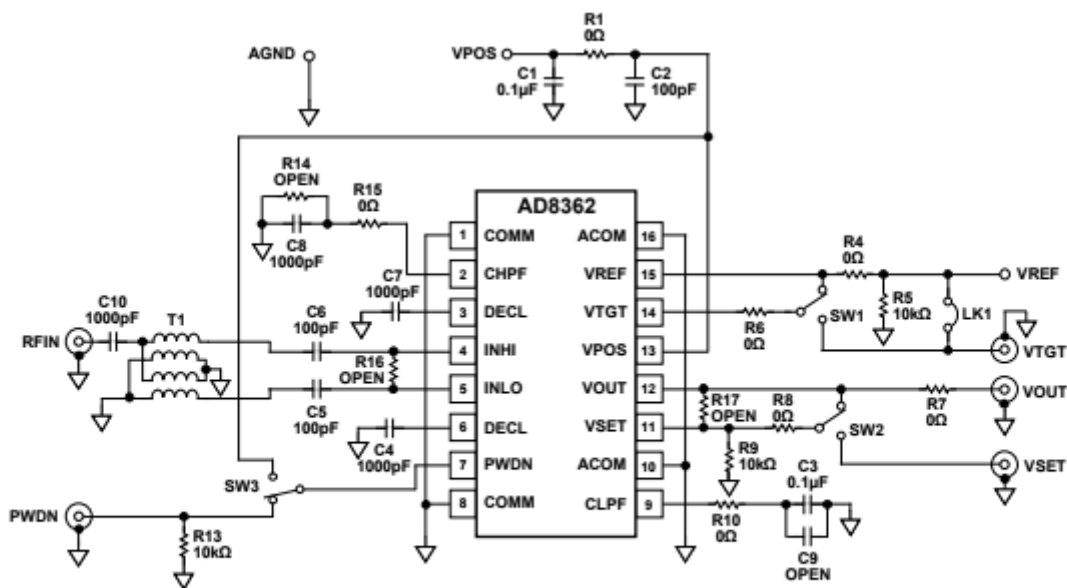 R1
0Ω
AGND
VPOS
C1
0.1µF
C2
100pF
R14
OPEN
R15
0Ω
C8
1000pF
AD8362
1 COMM ACOM 16
2 CHPF VREF 15
3 DECL VTGT 14
4 INHI VPOS 13
5 INLO VOUT 12
6 DECL VSET 11
7 PWDN ACOM 10
8 COMM CLPF 9
C7
1000pF
C10
1000pF
T1
RFIN
C6
100pF
R16
OPEN
C5
100pF
C4
1000pF
SW3
PWDN
R13
10kΩ
R4
0Ω
VREF
R5
10kΩ
LK1
SW1
R6
0Ω
VTGT
VOUT
R17
OPEN
R8
0Ω
R7
0Ω
SW2
R9
10kΩ
VSET
C3
0.1µF
R10
0Ω
C9
OPEN